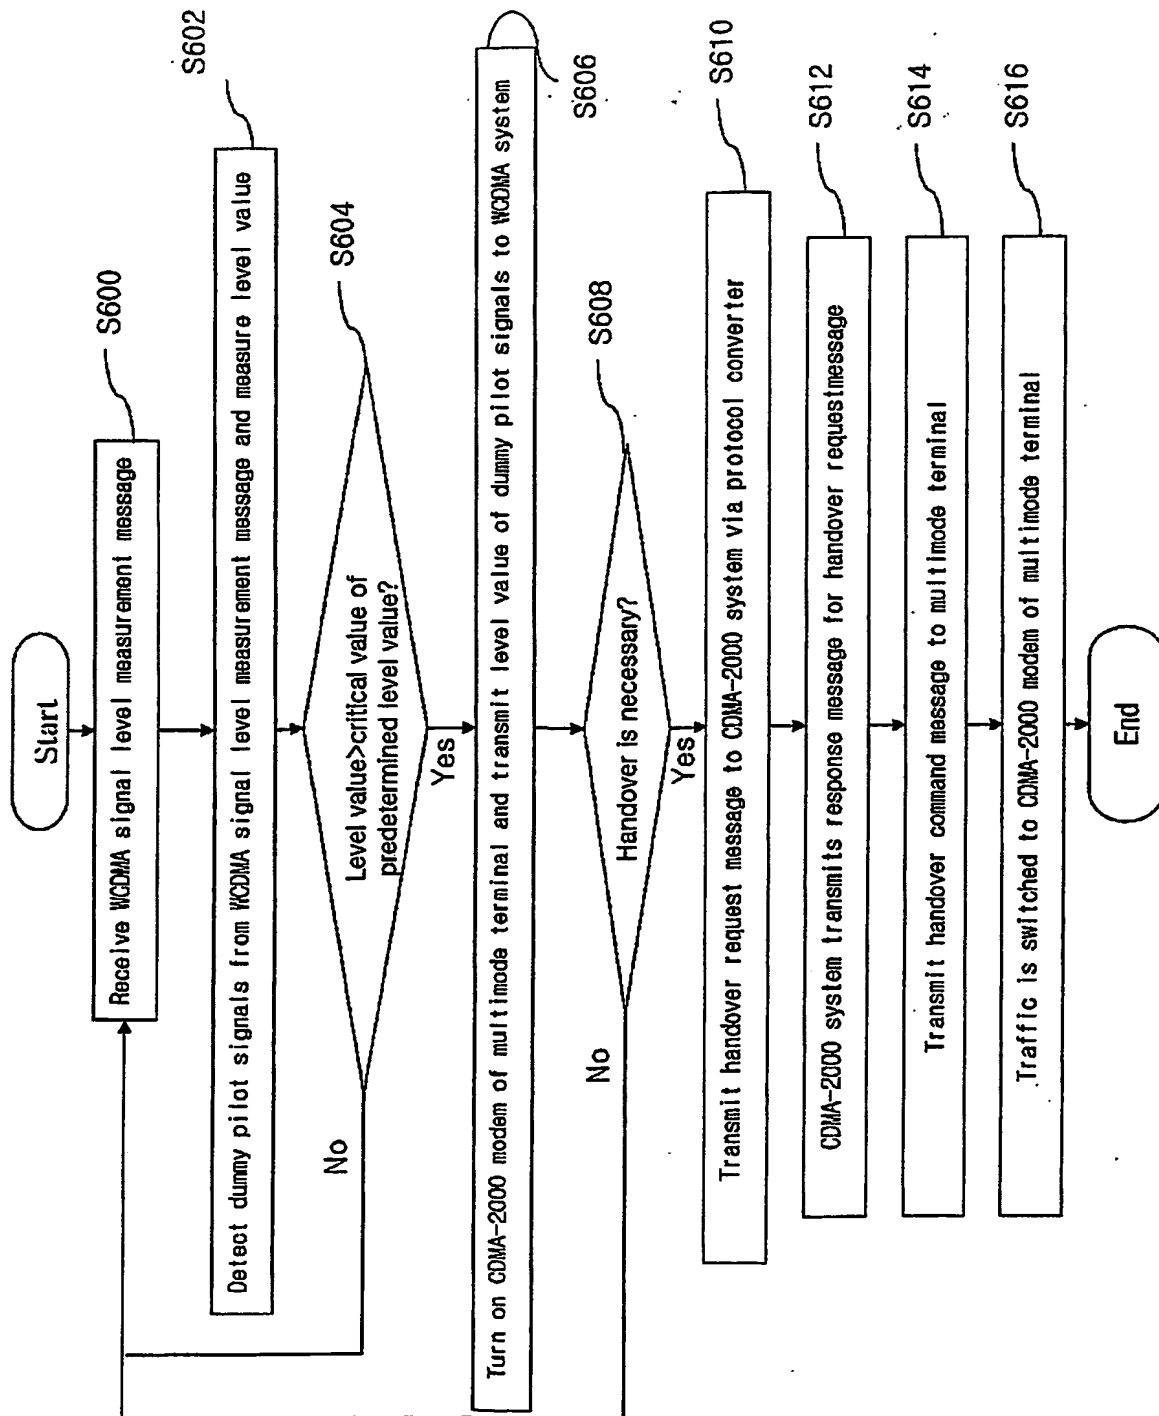 Start
Receive WCDMA signal level measurement message
S600
Detect dummy pilot signals from WCDMA signal level measurement message and measure level value
S602
Level value>critical value of
predetermined level value?
S604
No
Yes
Turn on CDMA-2000 modem of multimode terminal and transmit level value of dummy pilot signals to WCDMA system
S606
Handover is necessary?
S608
No
Yes
Transmit handover request message to CDMA-2000 system via protocol converter
S610
CDMA-2000 system transmits response message for handover requestmessage
S612
Transmit handover command message to multimode terminal
S614
Traffic is switched to CDMA-2000 modem of multimode terminal
S616
End